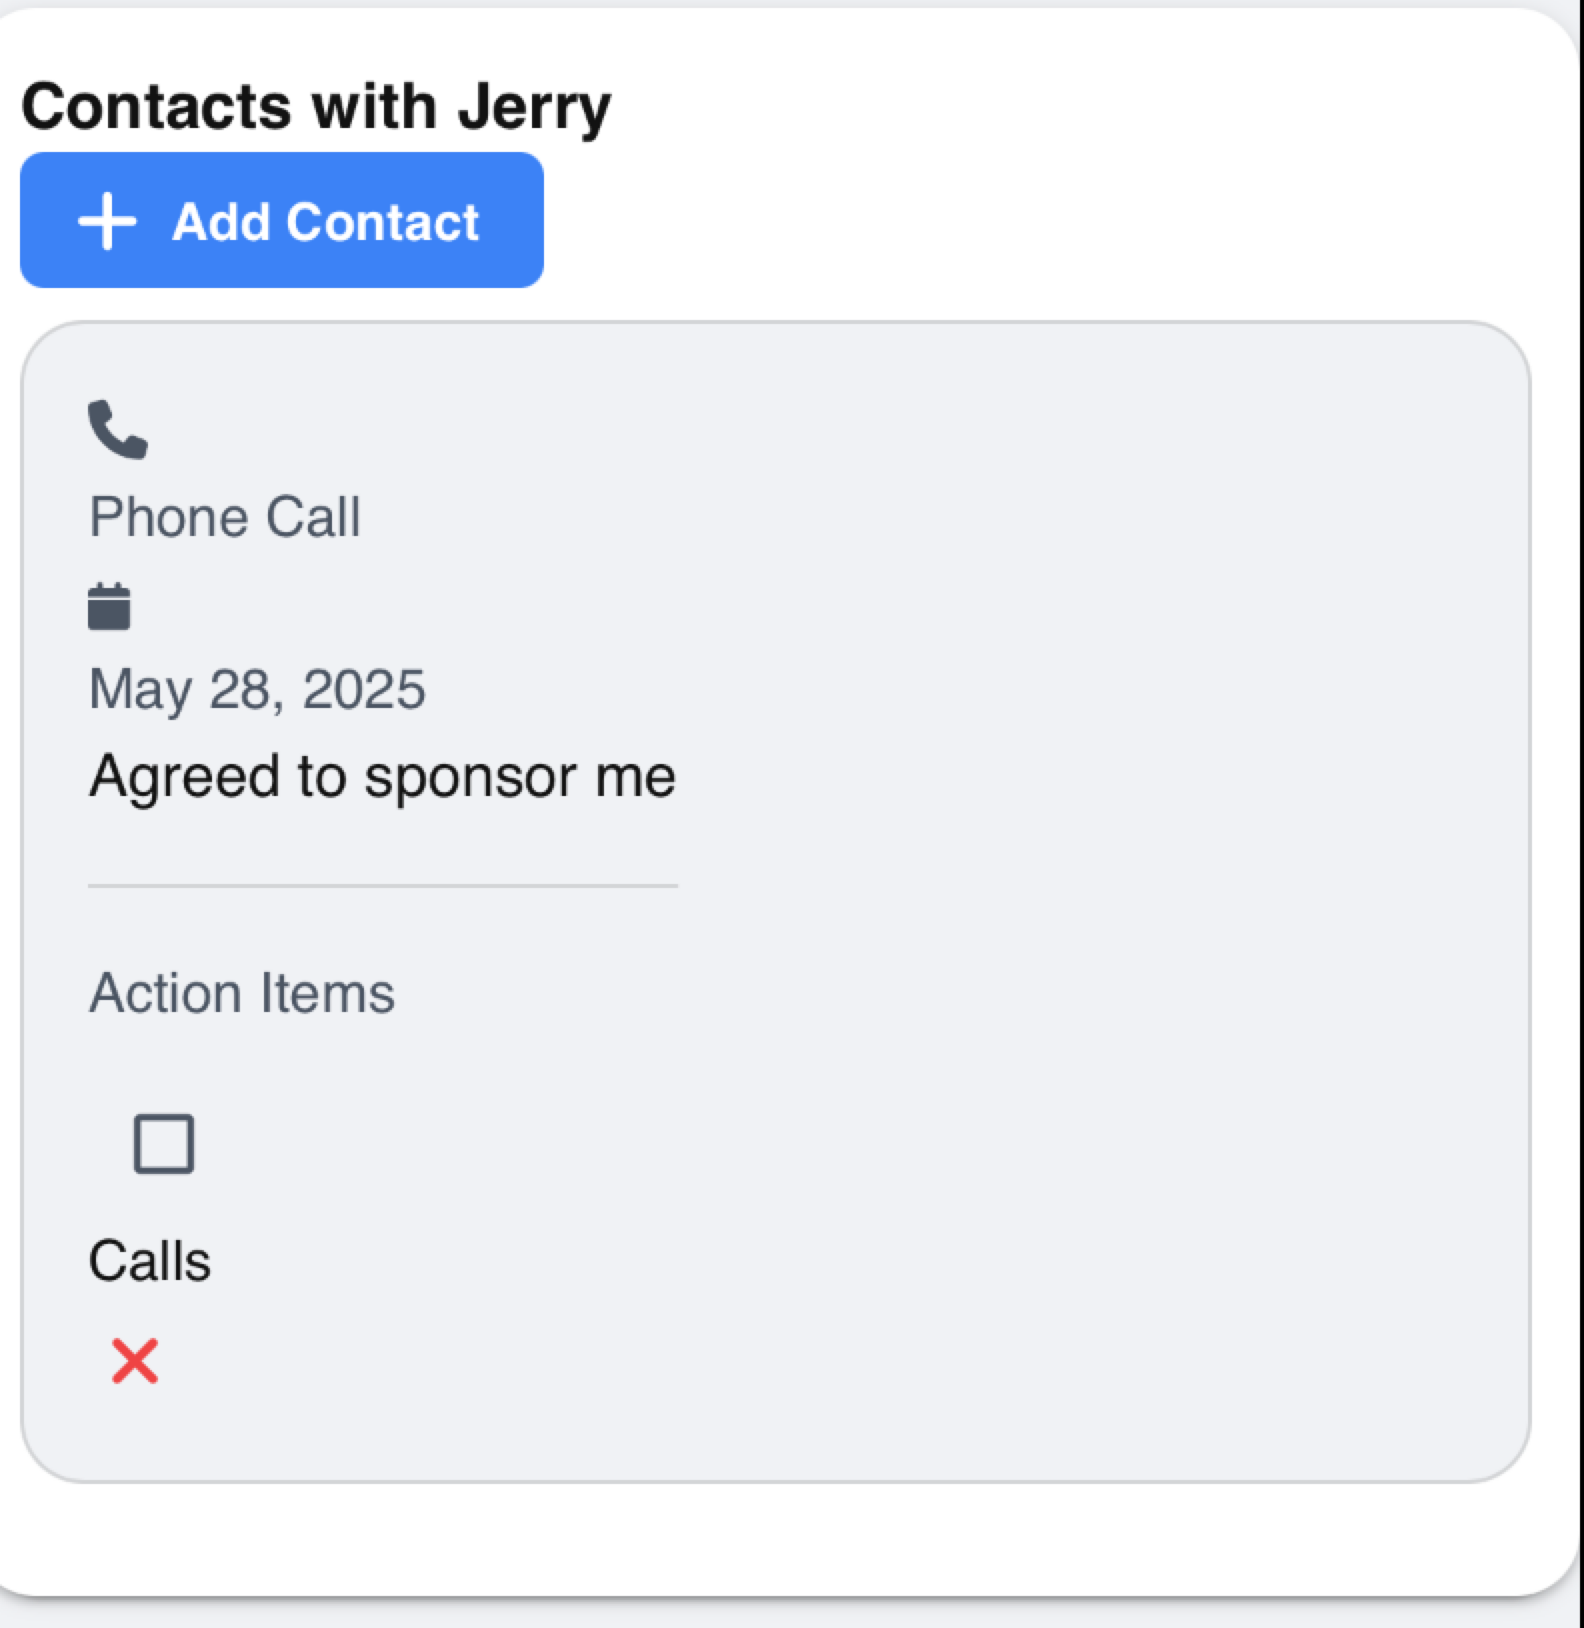 Contacts with Jerry
Add Contact
Phone Call
May 28, 2025
Agreed to sponsor me
Action Items
Calls